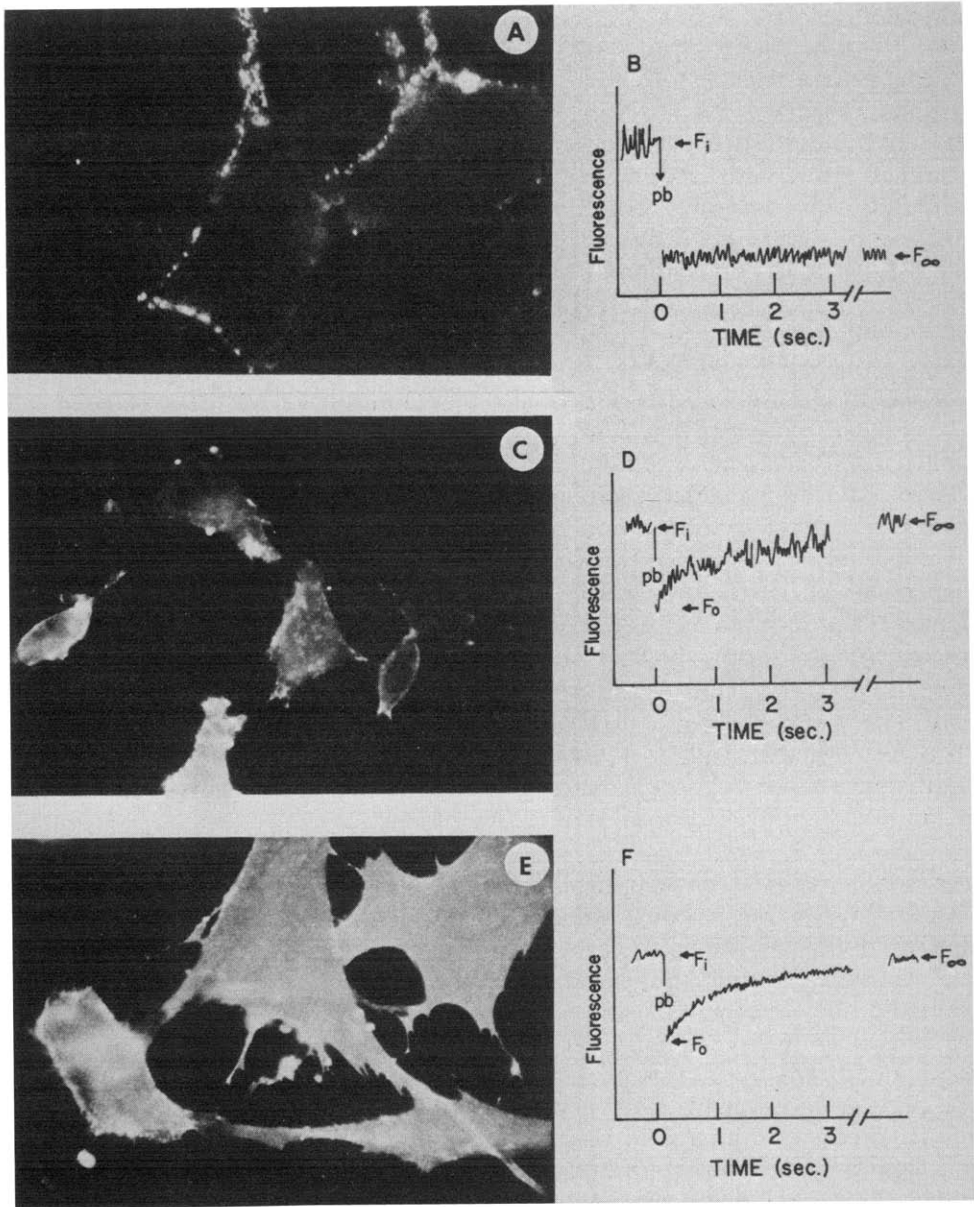 A
B
Fluorescence
Fi
pb
F∞
0 1 2 3
TIME (sec.)
C
D
Fluorescence
Fi
F∞
pb
Fo
0 1 2 3
TIME (sec.)
E
F
Fluorescence
Fi
F∞
pb
Fo
0 1 2 3
TIME (sec.)